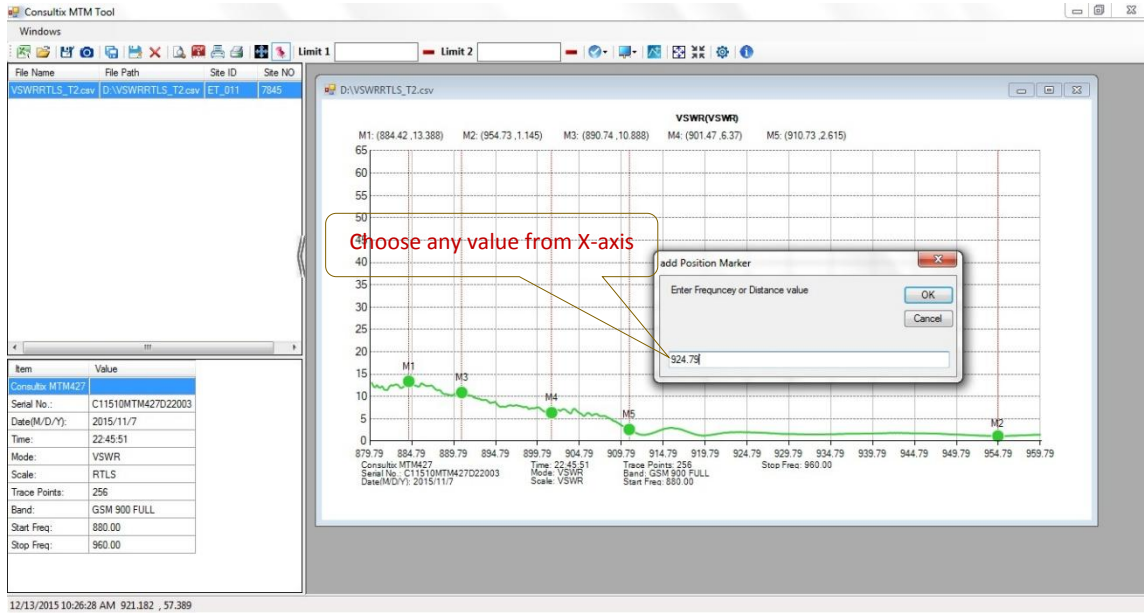 Consultix MTM Tool
Windows
Limit 1 Limit 2
File Name File Path Site ID Site NO
VSWRRTLS_T2.csv D:\VSWRRTLS_T2.csv ET_011 7845
D:\VSWRRTLS_T2.csv
VSWR(VSWR)
M1: (884.42 ,13.388) M2: (954.73 ,1.145) M3: (890.74 ,10.888) M4: (901.47 ,6.37) M5: (910.73 ,2.615)
65
60
55
50
Choose any value from X-axis
40
35
30
25
20
15
10
5
0
add Position Marker
Enter Frequncey or Distance value
OK
Cancel
924.79
M1
M3
M4
M5
M2
879.79 884.79 889.79 894.79 899.79 904.79 909.79 914.79 919.79 924.79 929.79 934.79 939.79 944.79 949.79 954.79 959.79
Consultix MTM427 Time: 22:45:51 Trace Points: 256 Stop Freq: 960.00
Serial No.: C11510MTM427D22003 Mode: VSWR Band: GSM 900 FULL
Date(M/D/Y): 2015/11/7 Scale: VSWR Start Freq: 880.00
Item Value
Consultix MTM427
Serial No.: C11510MTM427D22003
Date(M/D/Y): 2015/11/7
Time: 22:45:51
Mode: VSWR
Scale: RTLS
Trace Points: 256
Band: GSM 900 FULL
Start Freq: 880.00
Stop Freq: 960.00
12/13/2015 10:26:28 AM 921.182 , 57.389